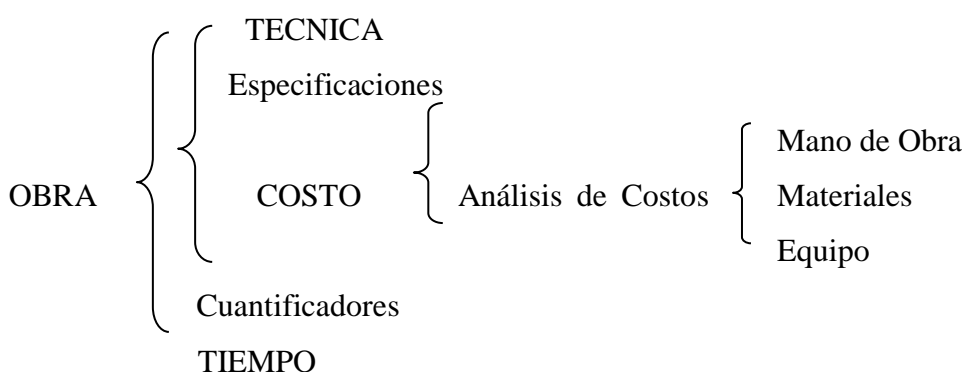 TECNICA
Especificaciones
Mano de Obra
OBRA COSTO Análisis de Costos Materiales
Equipo
Cuantificadores
TIEMPO